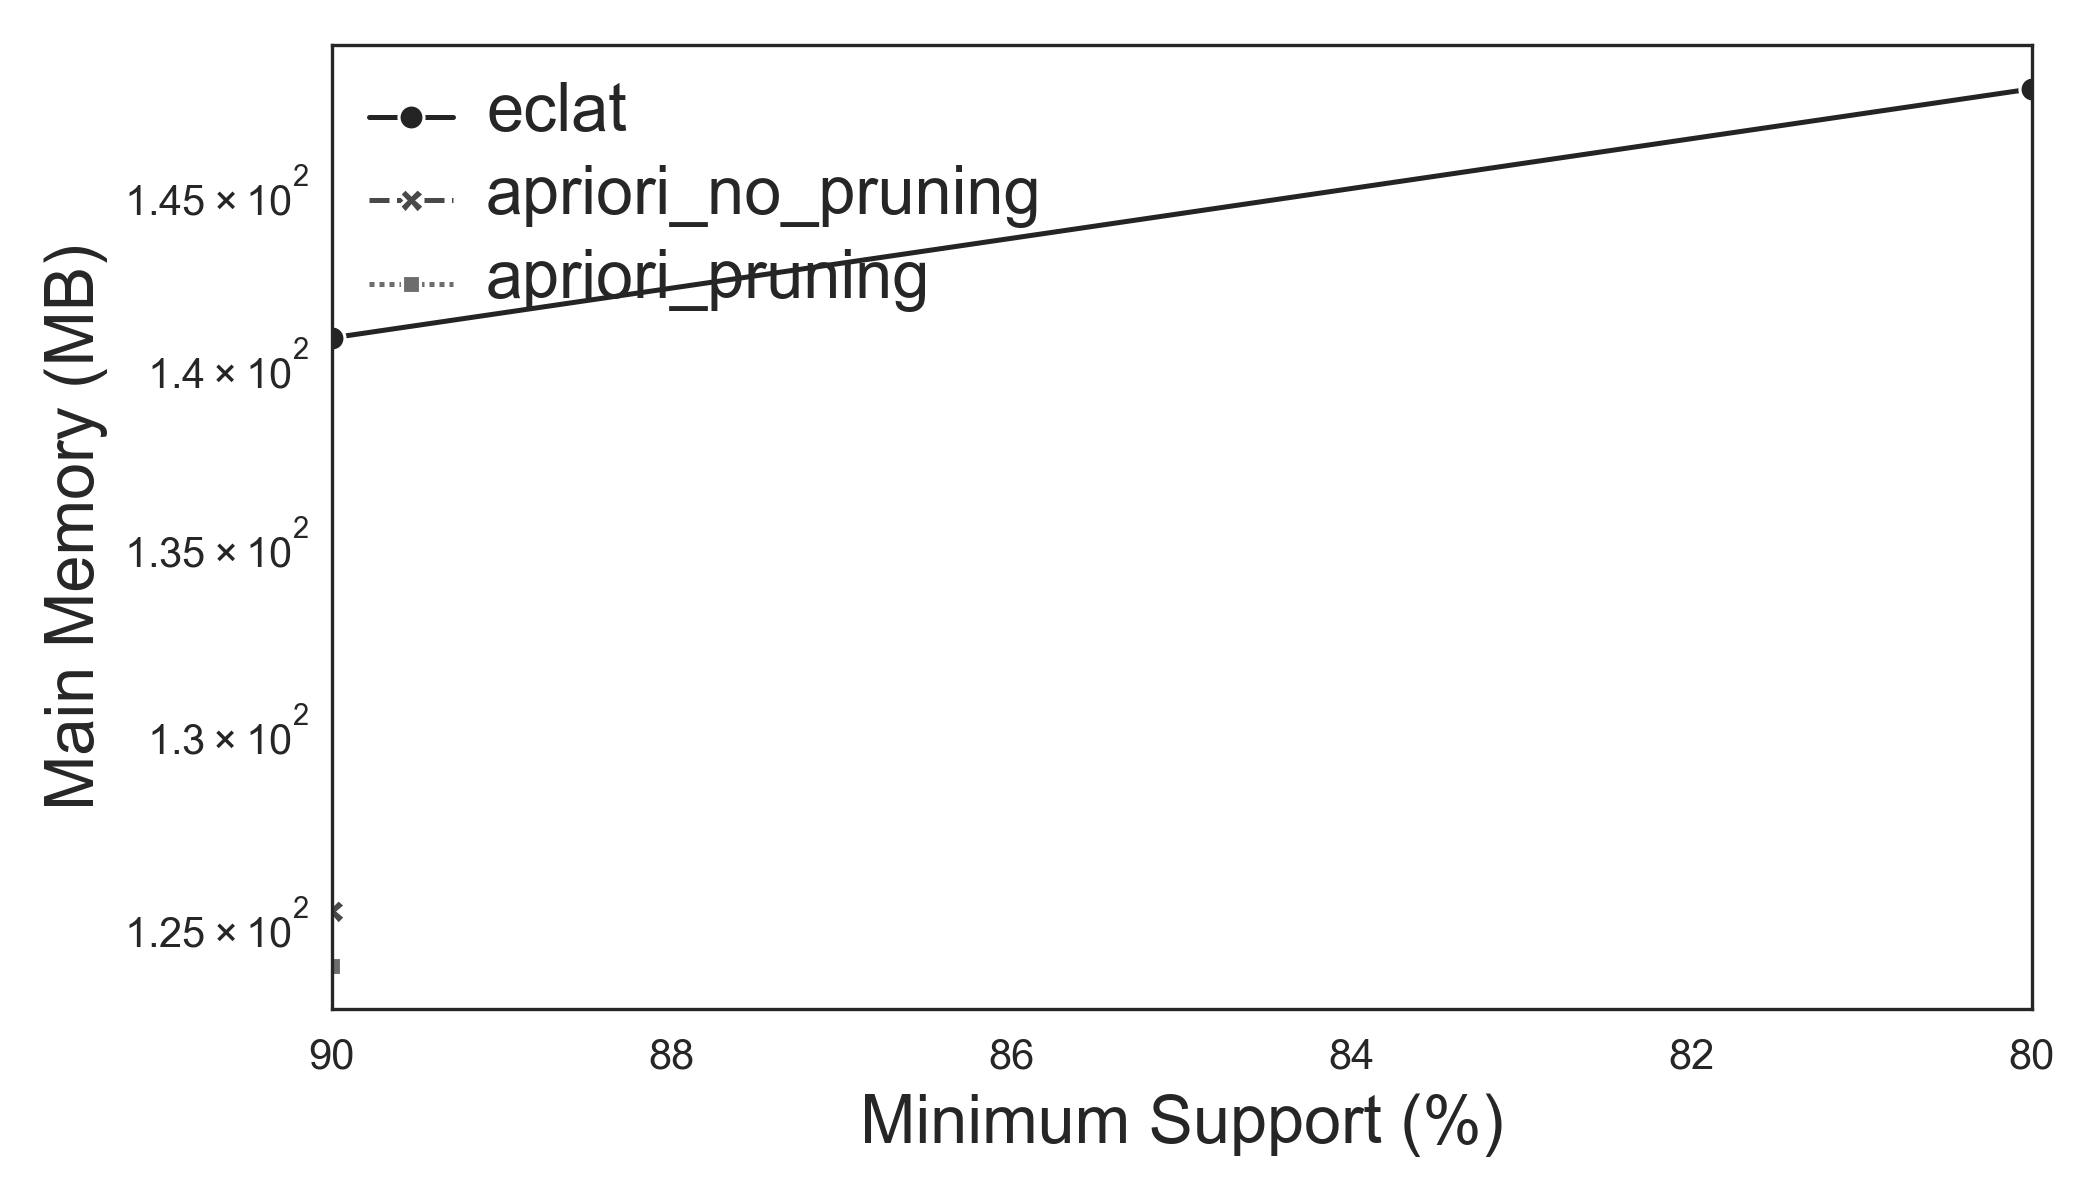 eclat
apriori_no_pruning
apriori_pruning
1.45 × 10²
1.4 × 10²
1.35 × 10²
1.3 × 10²
1.25 × 10²
Main Memory (MB)
90 88 86 84 82 80
Minimum Support (%)